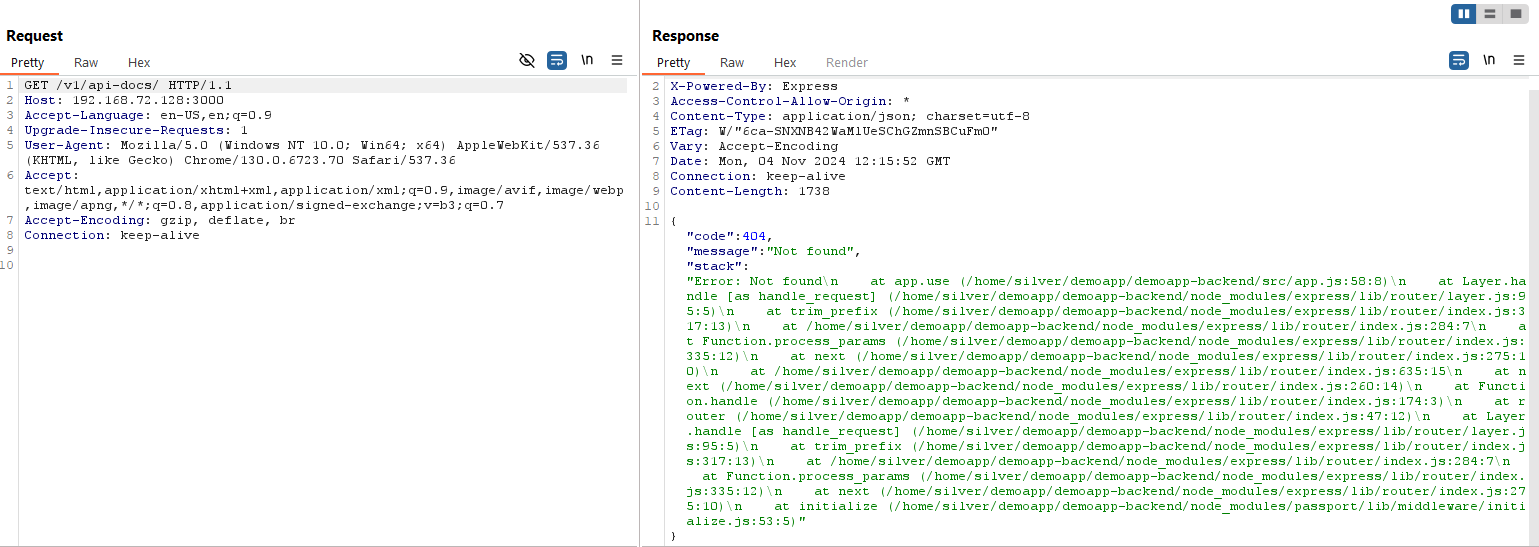 Request
Pretty Raw Hex \n
1 GET /v1/api-docs/ HTTP/1.1
2 Host: 192.168.72.128:3000
3 Accept-Language: en-US,en;q=0.9
4 Upgrade-Insecure-Requests: 1
5 User-Agent: Mozilla/5.0 (Windows NT 10.0; Win64; x64) AppleWebKit/537.36
(KHTML, like Gecko) Chrome/130.0.6723.70 Safari/537.36
6 Accept:
text/html,application/xhtml+xml,application/xml;q=0.9,image/avif,image/webp
,image/apng,*/*;q=0.8,application/signed-exchange;v=b3;q=0.7
7 Accept-Encoding: gzip, deflate, br
8 Connection: keep-alive
9
10
Response
Pretty Raw Hex Render \n
2 X-Powered-By: Express
3 Access-Control-Allow-Origin: *
4 Content-Type: application/json; charset=utf-8
5 ETag: W/"6ca-SNXNB42WaMlUeSChGZmnSBCuFm0"
6 Vary: Accept-Encoding
7 Date: Mon, 04 Nov 2024 12:15:52 GMT
8 Connection: keep-alive
9 Content-Length: 1738
10
11 {
"code":404,
"message":"Not found",
"stack":
"Error: Not found\n    at app.use (/home/silver/demoapp/demoapp-backend/src/app.js:58:8)\n    at Layer.ha
ndle [as handle_request] (/home/silver/demoapp/demoapp-backend/node_modules/express/lib/router/layer.js:9
5:5)\n    at trim_prefix (/home/silver/demoapp/demoapp-backend/node_modules/express/lib/router/index.js:3
17:13)\n    at /home/silver/demoapp/demoapp-backend/node_modules/express/lib/router/index.js:284:7\n    a
t Function.process_params (/home/silver/demoapp/demoapp-backend/node_modules/express/lib/router/index.js:
335:12)\n    at next (/home/silver/demoapp/demoapp-backend/node_modules/express/lib/router/index.js:275:1
0)\n    at /home/silver/demoapp/demoapp-backend/node_modules/express/lib/router/index.js:635:15\n    at n
ext (/home/silver/demoapp/demoapp-backend/node_modules/express/lib/router/index.js:260:14)\n    at Functi
on.handle (/home/silver/demoapp/demoapp-backend/node_modules/express/lib/router/index.js:174:3)\n    at r
outer (/home/silver/demoapp/demoapp-backend/node_modules/express/lib/router/index.js:47:12)\n    at Layer
.handle [as handle_request] (/home/silver/demoapp/demoapp-backend/node_modules/express/lib/router/layer.j
s:95:5)\n    at trim_prefix (/home/silver/demoapp/demoapp-backend/node_modules/express/lib/router/index.j
s:317:13)\n    at /home/silver/demoapp/demoapp-backend/node_modules/express/lib/router/index.js:284:7\n
at Function.process_params (/home/silver/demoapp/demoapp-backend/node_modules/express/lib/router/index.
js:335:12)\n    at next (/home/silver/demoapp/demoapp-backend/node_modules/express/lib/router/index.js:27
5:10)\n    at initialize (/home/silver/demoapp/demoapp-backend/node_modules/passport/lib/middleware/initi
alize.js:53:5)"
}